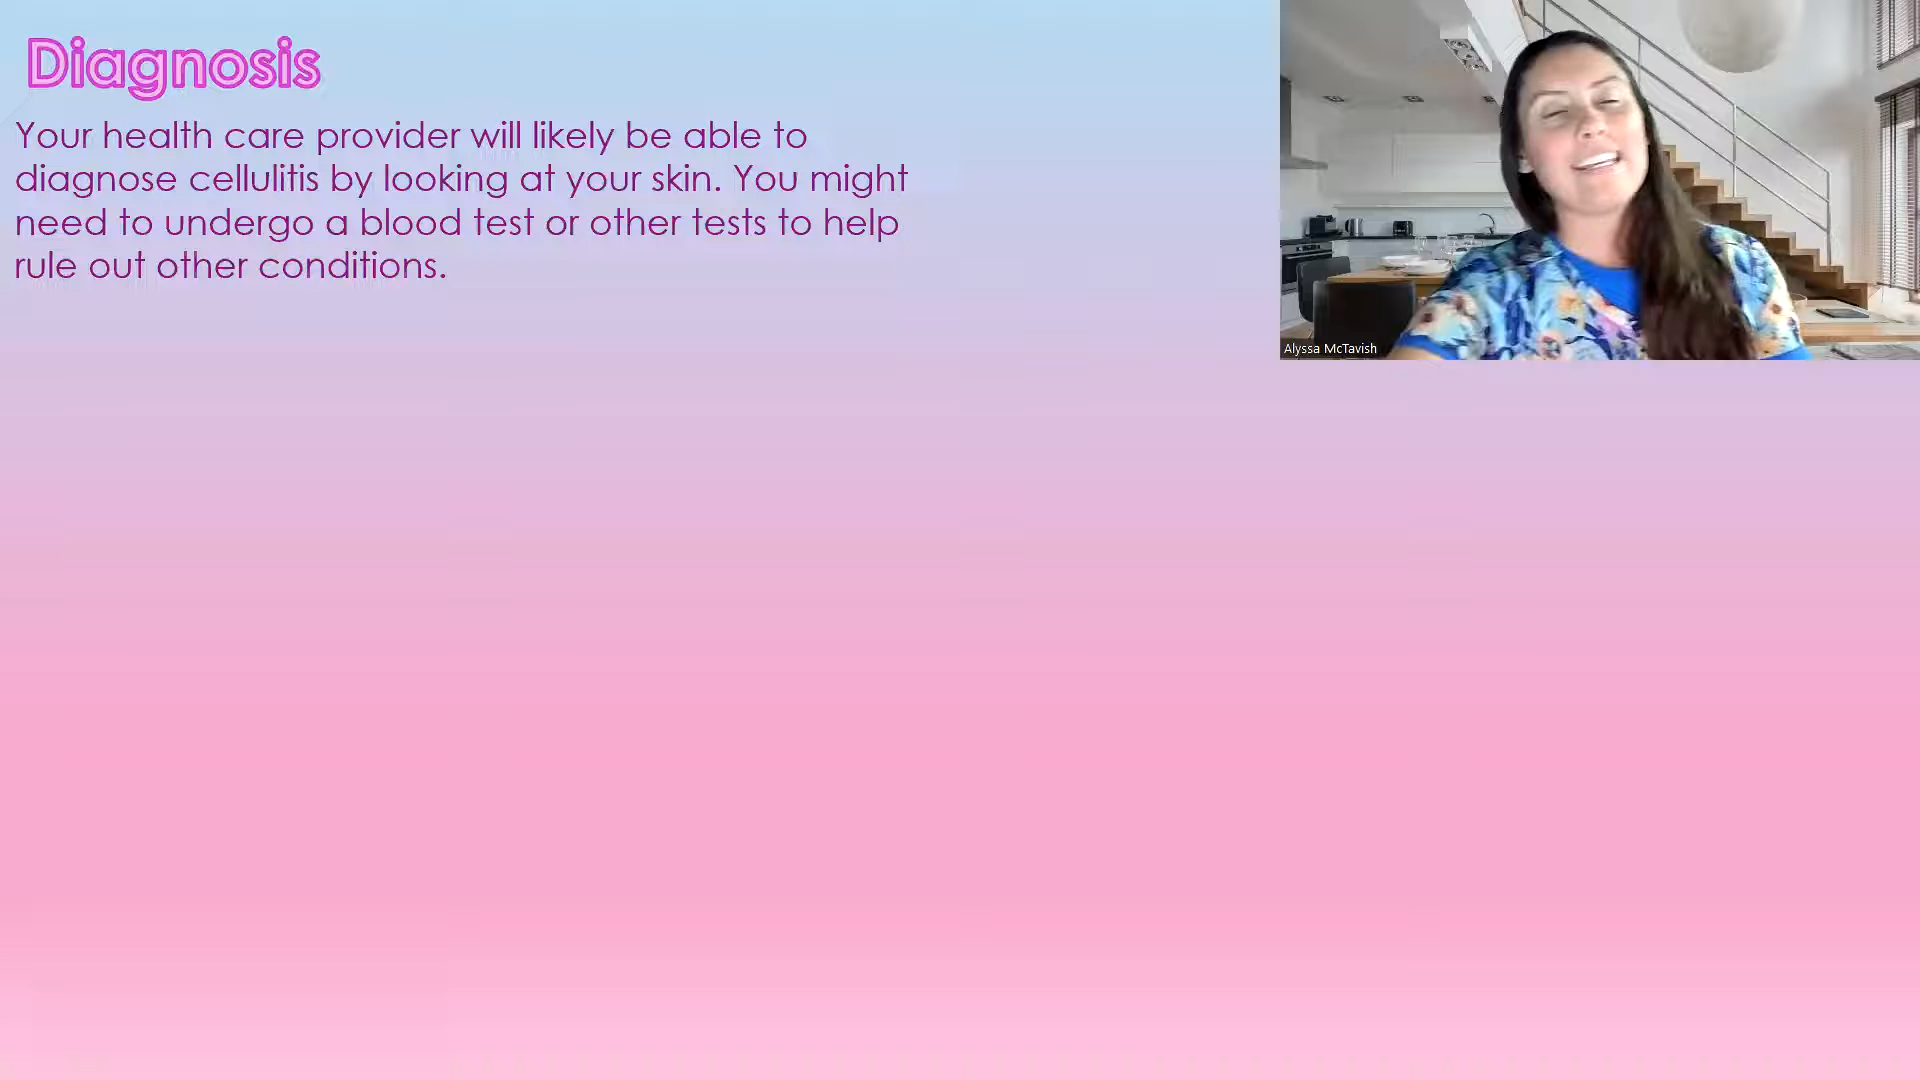 Diagnosis
Your health care provider will likely be able to
diagnose cellulitis by looking at your skin. You might
need to undergo a blood test or other tests to help
rule out other conditions.
Alyssa McTavish